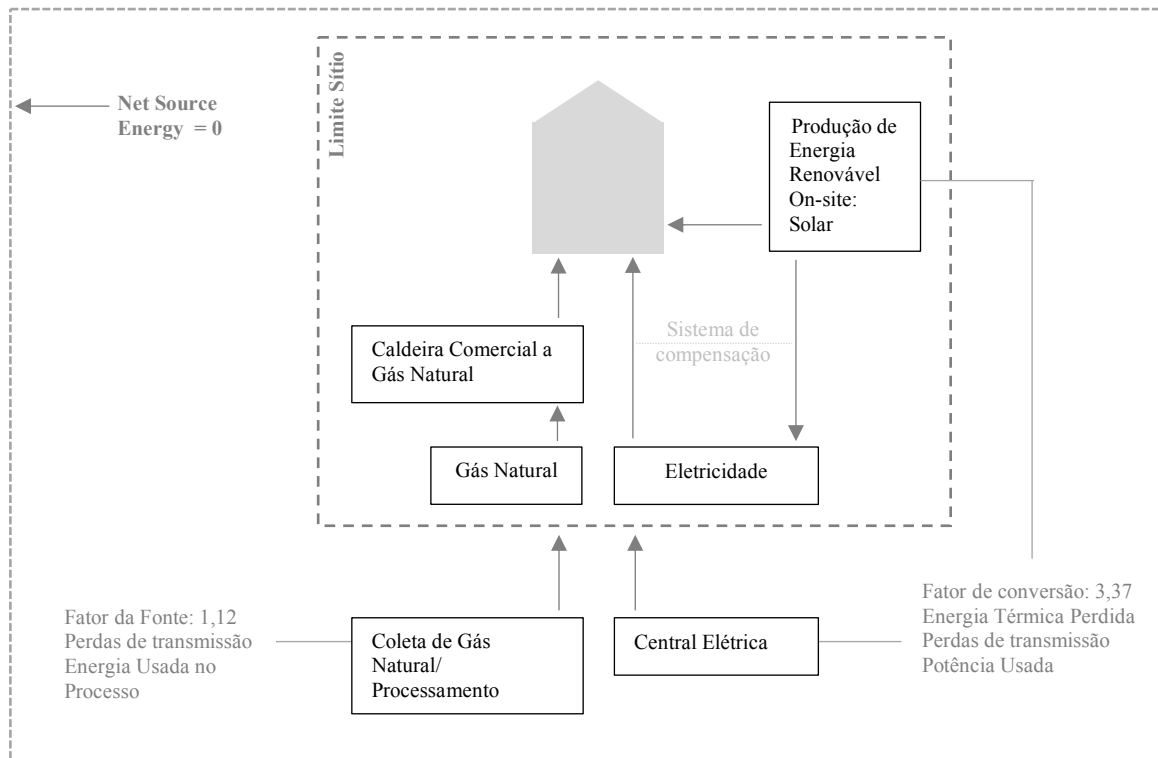 Net Source
Energy = 0
Limite Sítio
Produção de
Energia
Renovável
On-site:
Solar
Sistema de
compensação
Caldeira Comercial a
Gás Natural
Gás Natural
Eletricidade
Fator da Fonte: 1,12
Perdas de transmissão
Energia Usada no
Processo
Coleta de Gás
Natural/
Processamento
Central Elétrica
Fator de conversão: 3,37
Energia Térmica Perdida
Perdas de transmissão
Potência Usada